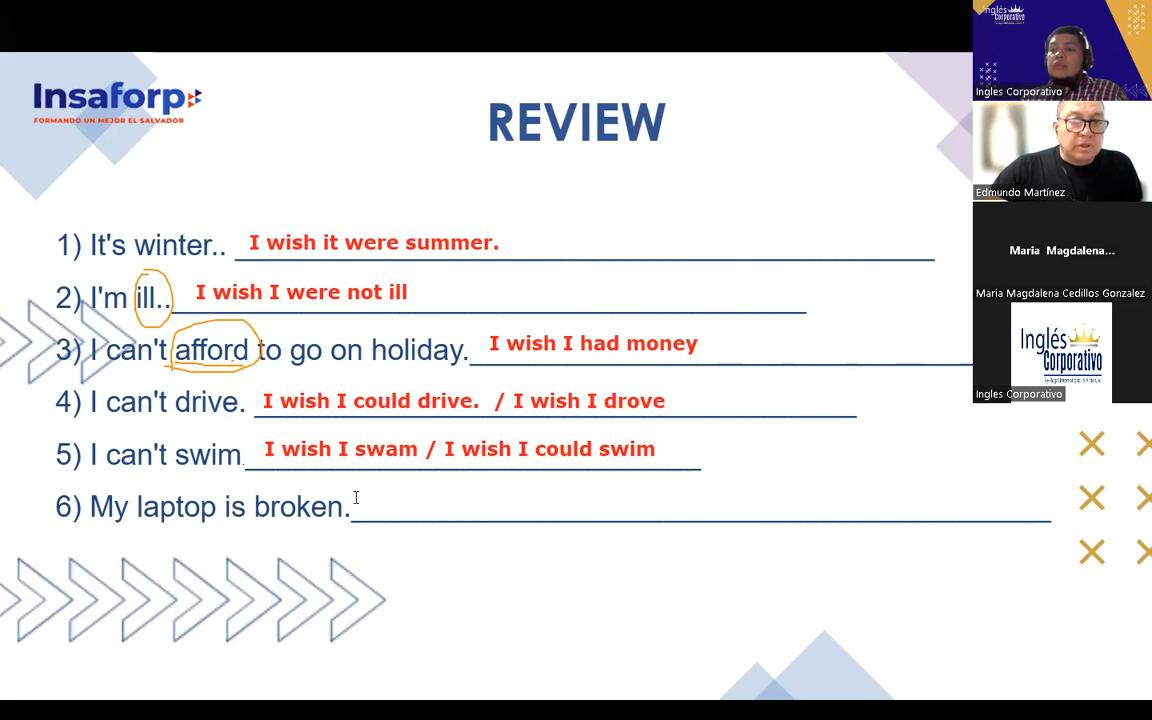 Insaforp
FORMANDO UN MEJOR EL SALVADOR
REVIEW
1) It's winter.. I wish it were summer.
2) I'm ill.. I wish I were not ill
3) I can't afford to go on holiday. I wish I had money
4) I can't drive. I wish I could drive. / I wish I drove
5) I can't swim. I wish I swam / I wish I could swim
6) My laptop is broken.
Inglés
Corporativo
Ingles Corporativo
Edmundo Martínez
Maria Magdalena...
Maria Magdalena Cedillos Gonzalez
Inglés
Corporativo
Ingles Corporativo